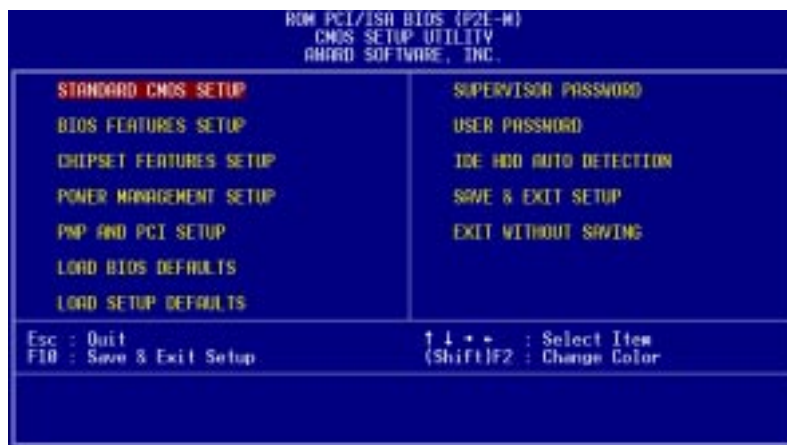 ROM PCI/ISA BIOS (P2E-M)
CMOS SETUP UTILITY
AWARD SOFTWARE, INC.
STANDARD CMOS SETUP
BIOS FEATURES SETUP
CHIPSET FEATURES SETUP
POWER MANAGEMENT SETUP
PNP AND PCI SETUP
LOAD BIOS DEFAULTS
LOAD SETUP DEFAULTS
SUPERVISOR PASSWORD
USER PASSWORD
IDE HDD AUTO DETECTION
SAVE & EXIT SETUP
EXIT WITHOUT SAVING
Esc : Quit
F10 : Save & Exit Setup
↑ ↓ → ← : Select Item
(Shift)F2 : Change Color